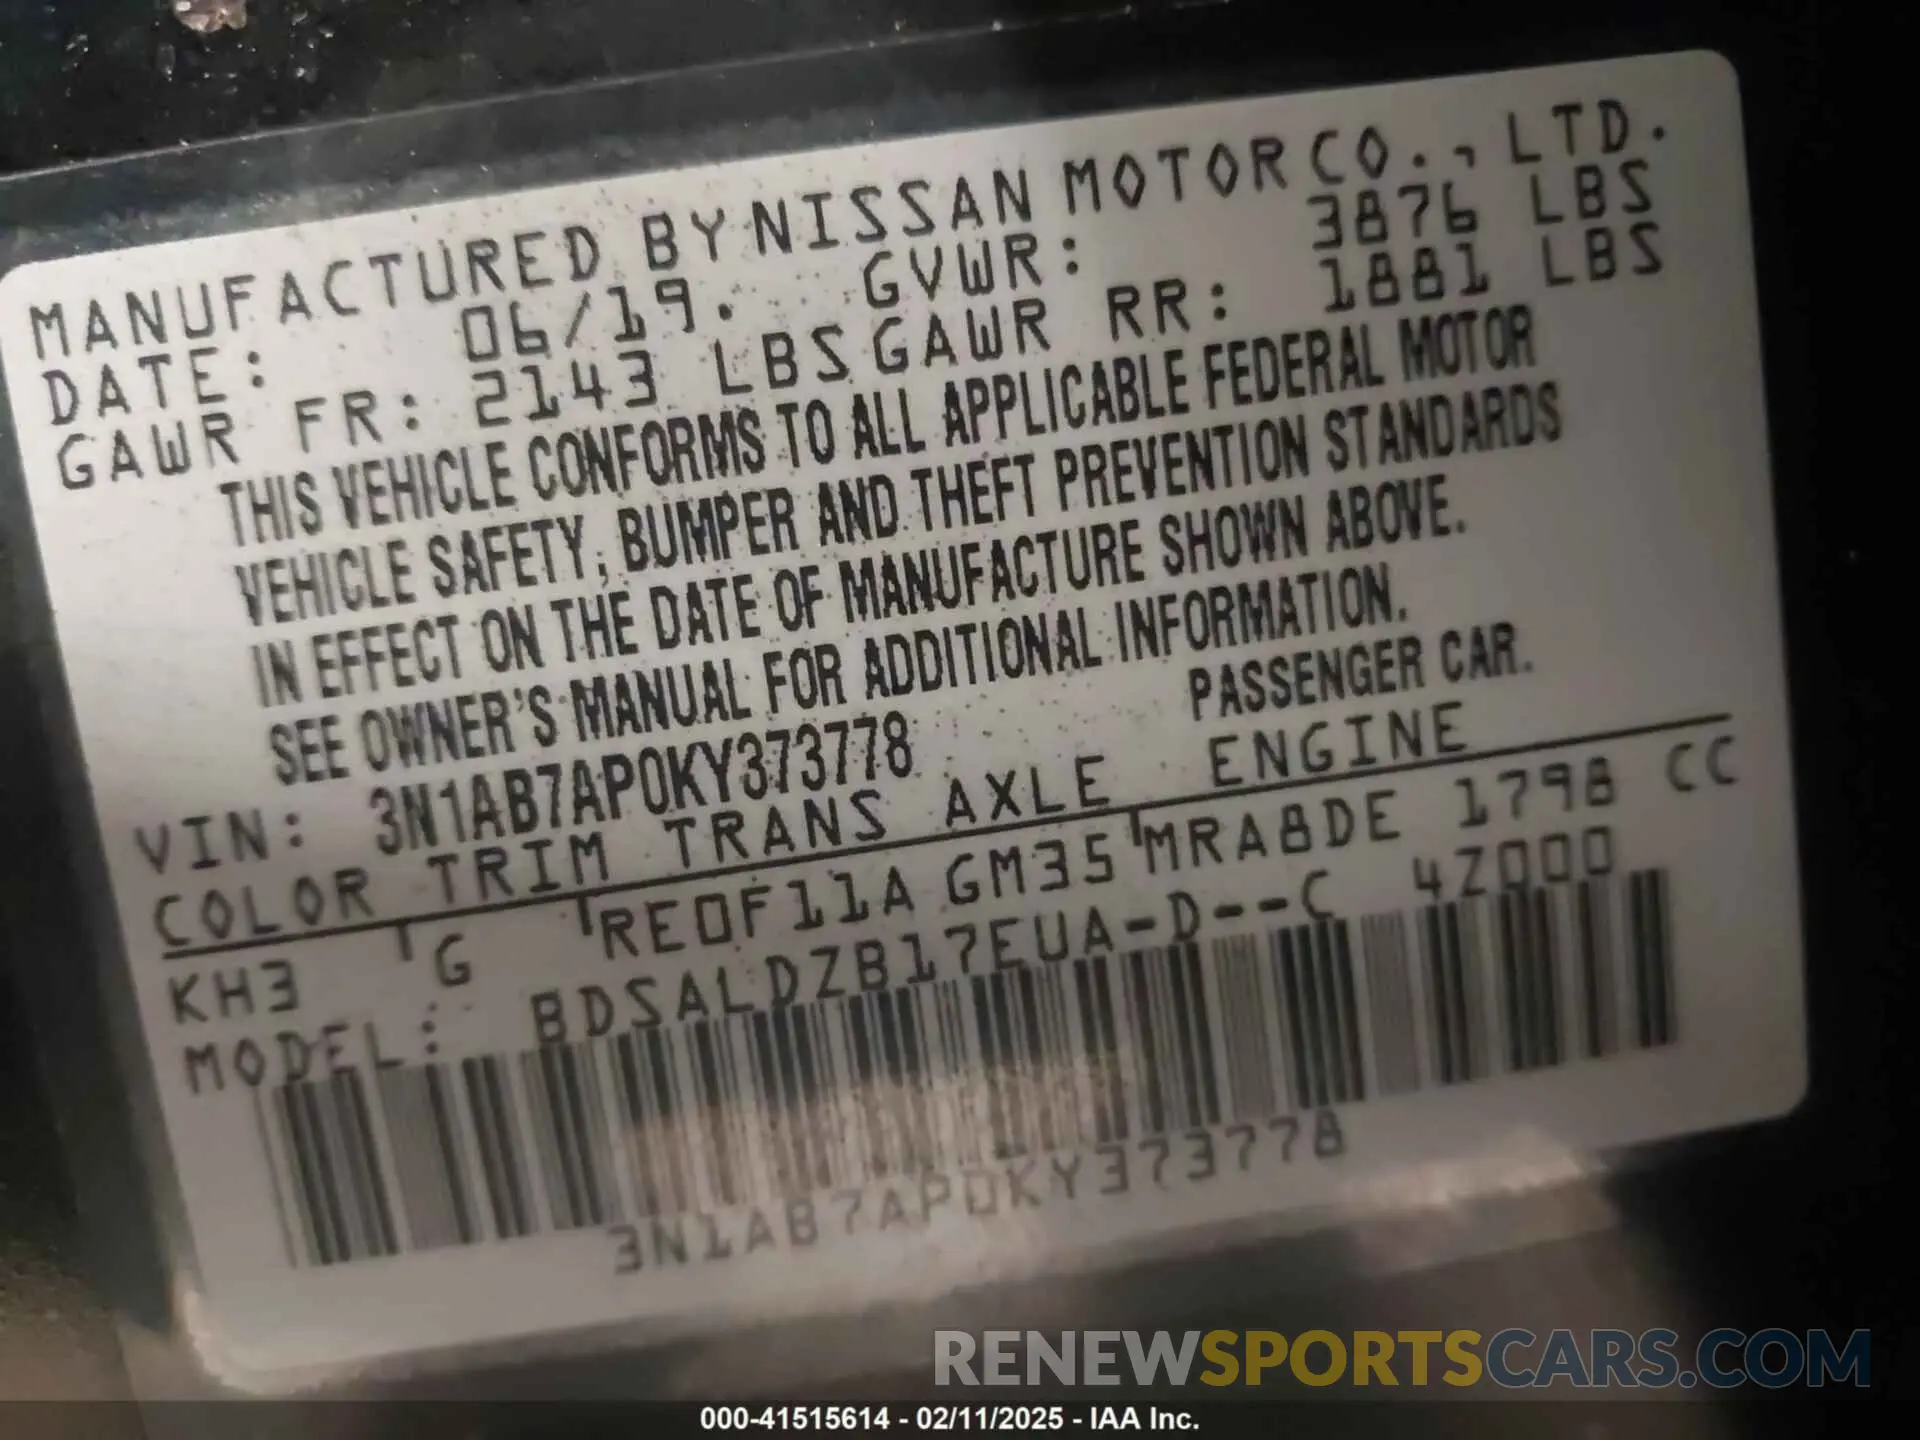 MANUFACTURED BY NISSAN MOTOR CO., LTD.
DATE: 06/19. GVWR: 3876 LBS
GAWR FR: 2143 LBS GAWR RR: 1881 LBS
THIS VEHICLE CONFORMS TO ALL APPLICABLE FEDERAL MOTOR
VEHICLE SAFETY, BUMPER AND THEFT PREVENTION STANDARDS
IN EFFECT ON THE DATE OF MANUFACTURE SHOWN ABOVE.
SEE OWNER'S MANUAL FOR ADDITIONAL INFORMATION.
VIN: 3N1AB7AP0KY373778 PASSENGER CAR.
COLOR TRIM TRANS AXLE ENGINE
KH3 G RE0F11A GM35 MRA8DE 1798 CC
MODEL: BDSALDZB17EUA-D--C 4Z000
3N1AB7AP0KY373778
RENEWSPORTSCARS.COM
000-41515614 - 02/11/2025 - IAA Inc.